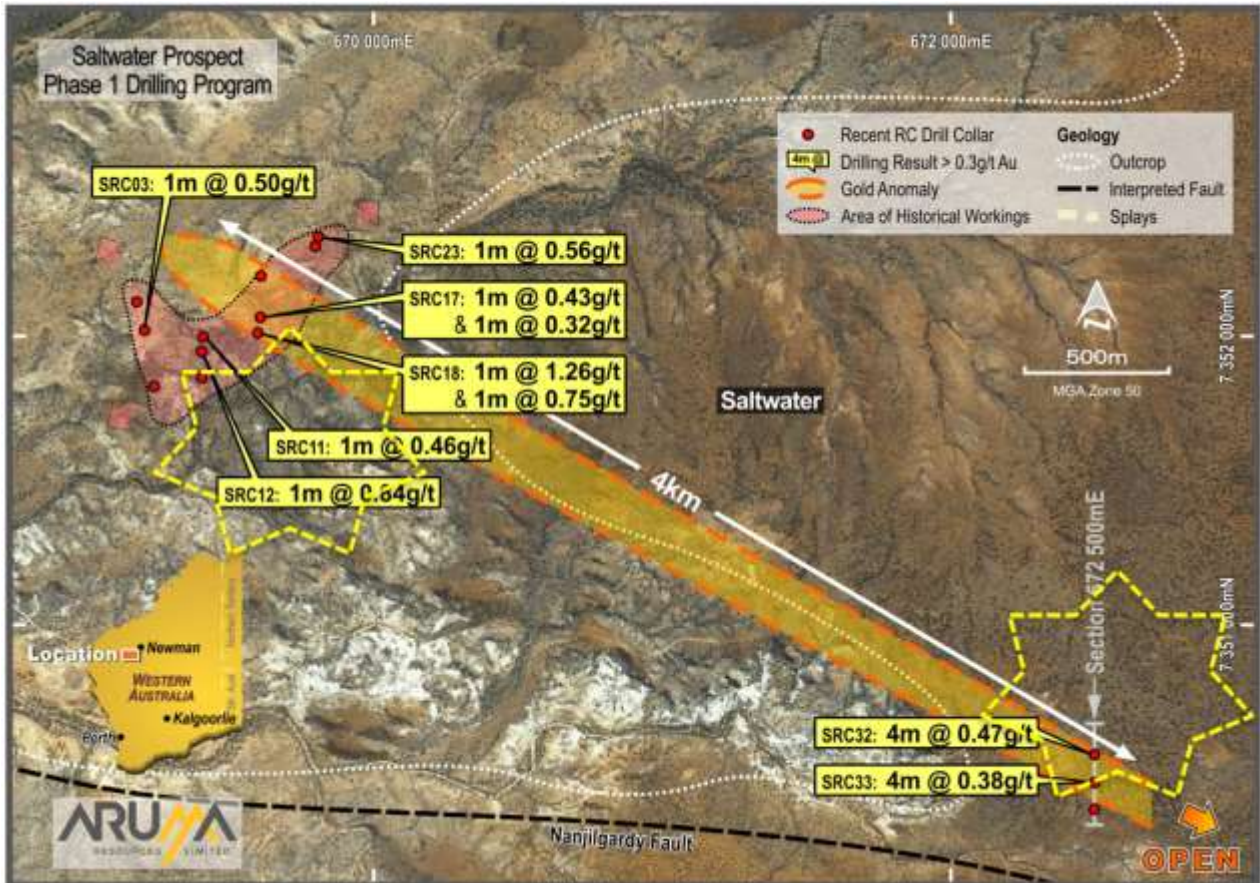 Saltwater Prospect
Phase 1 Drilling Program
670 000mE
672 000mE
Recent RC Drill Collar
4m @
Drilling Result > 0.3g/t Au
Gold Anomaly
Area of Historical Workings
Geology
Outcrop
Interpreted Fault
Splays
SRC03: 1m @ 0.50g/t
SRC23: 1m @ 0.56g/t
SRC17: 1m @ 0.43g/t
& 1m @ 0.32g/t
SRC18: 1m @ 1.26g/t
& 1m @ 0.75g/t
SRC11: 1m @ 0.46g/t
SRC12: 1m @ 0.84g/t
Saltwater
4km
500m
MGA Zone 50
7 352 000mN
Section 672 500mE
Location
Newman
WESTERN
AUSTRALIA
Kalgoorlie
Perth
SRC32: 4m @ 0.47g/t
SRC33: 4m @ 0.38g/t
Nanjilgardy Fault
OPEN
ARUMA
RESOURCES LIMITED